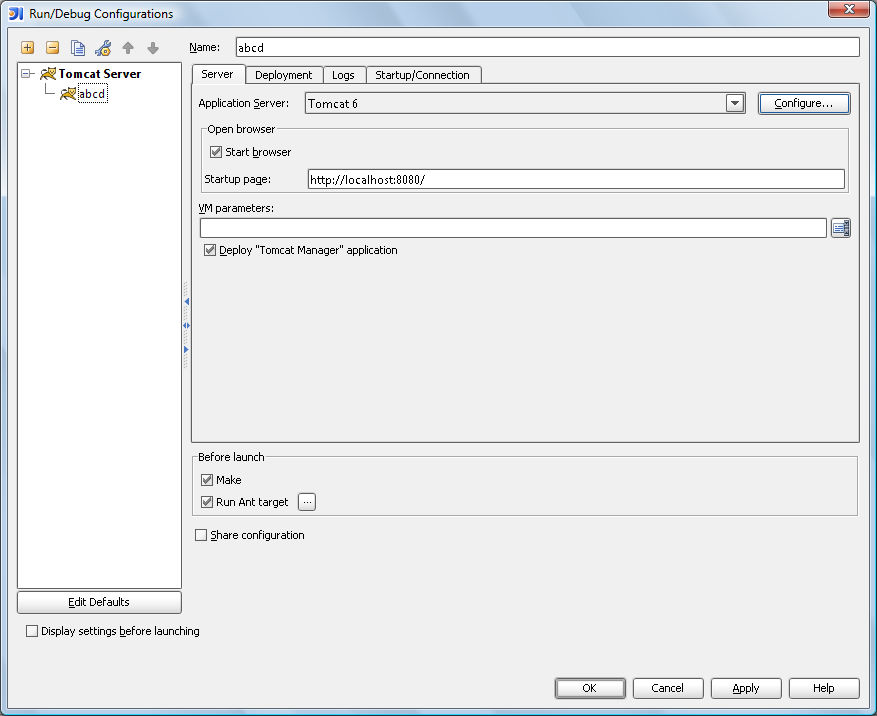 Run/Debug Configurations
Name: abcd
Tomcat Server
abcd
Server Deployment Logs Startup/Connection
Application Server: Tomcat 6 Configure...
Open browser
Start browser
Startup page: http://localhost:8080/
VM parameters:
Deploy "Tomcat Manager" application
Before launch
Make
Run Ant target ...
Share configuration
Edit Defaults
Display settings before launching
OK Cancel Apply Help